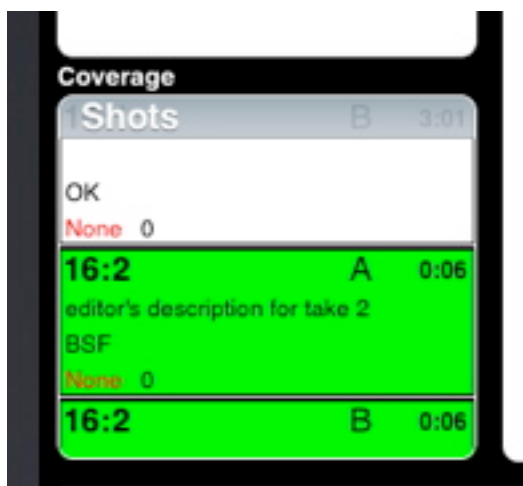 Coverage
Shots B 3:01
OK
None 0
16:2 A 0:06
editor's description for take 2
BSF
None 0
16:2 B 0:06